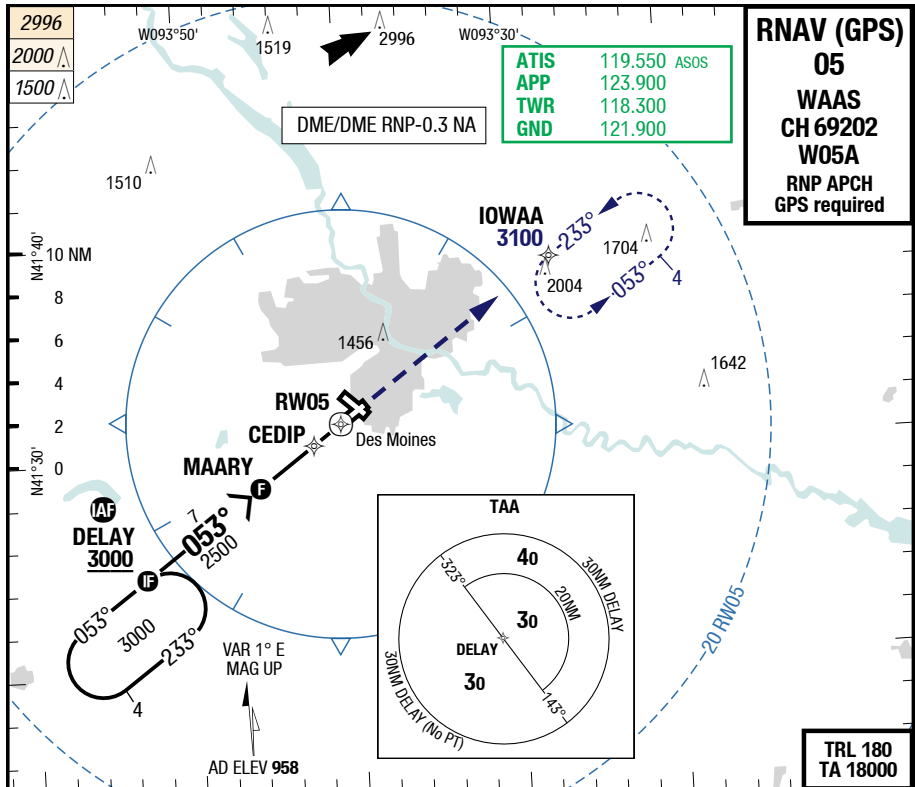 2996
2000
1500
W093°50'
1519
2996
W093°30'
ATIS 119.550 ASOS
APP 123.900
TWR 118.300
GND 121.900
RNAV (GPS)
05
WAAS
CH 69202
W05A
RNP APCH
GPS required
DME/DME RNP-0.3 NA
1510
IOWAA
3100
233°
1704
053°
4
2004
N41°40'
10 NM
8
6
4
2
0
N41°30'
1456
1642
RW05
Des Moines
CEDIP
MAARY
F
IAF
DELAY
3000
IF
7
053°
2500
053°
3000
233°
4
VAR 1° E
MAG UP
AD ELEV 958
TAA
40
323°
20NM
30NM DELAY
30
DELAY
30
143°
30NM DELAY (No PT)
20 RW05
TRL 180
TA 18000